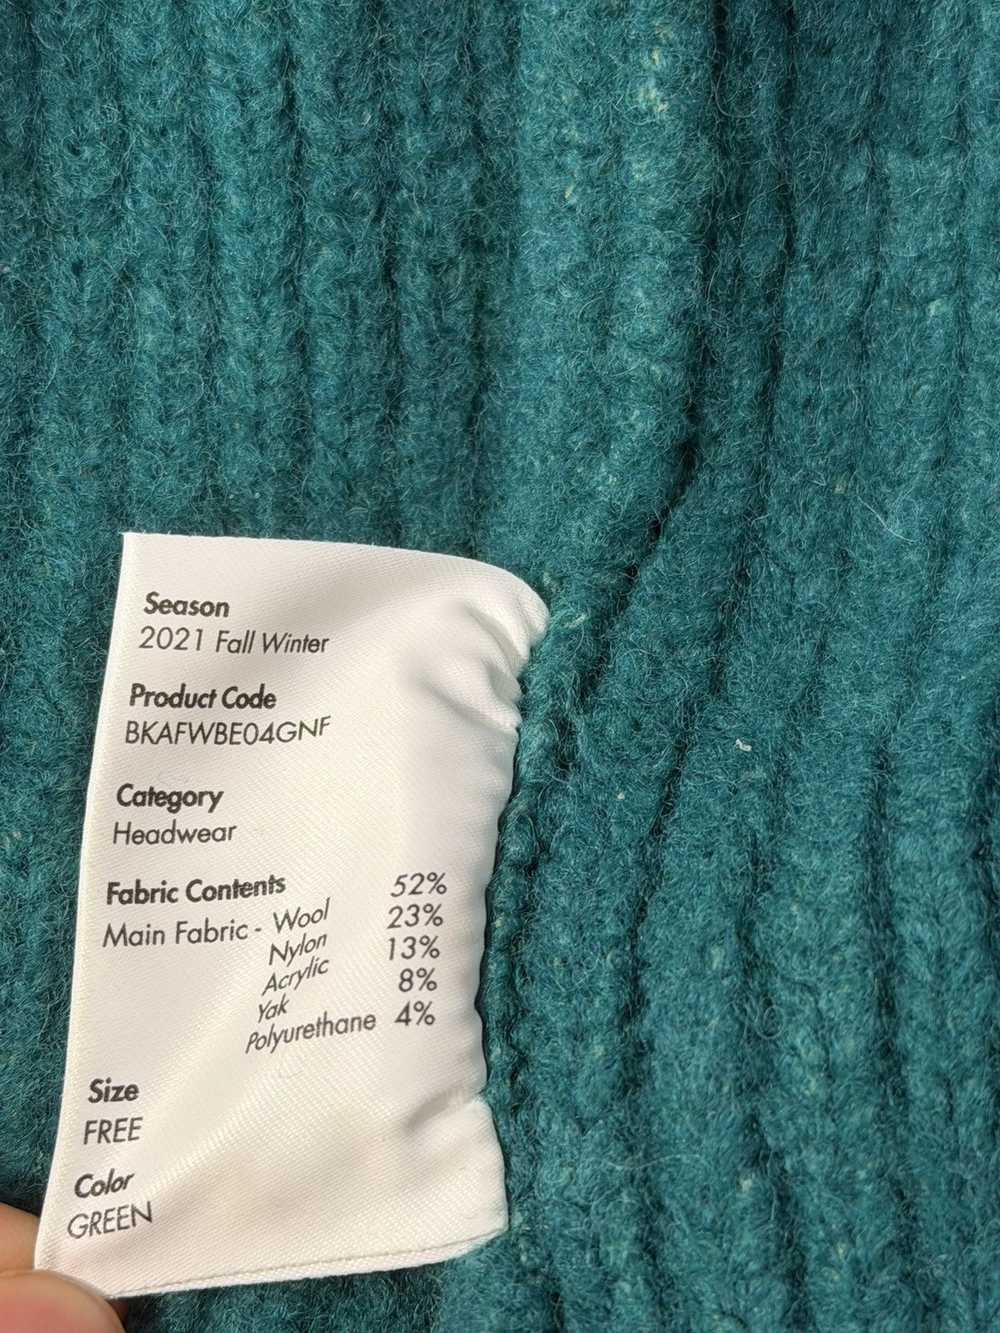 Season
2021 Fall Winter
Product Code
BKAFWBE04GNF
Category
Headwear
Fabric Contents
Main Fabric - Wool 52%
Nylon 23%
Acrylic 13%
Yak 8%
Polyurethane 4%
Size
FREE
Color
GREEN